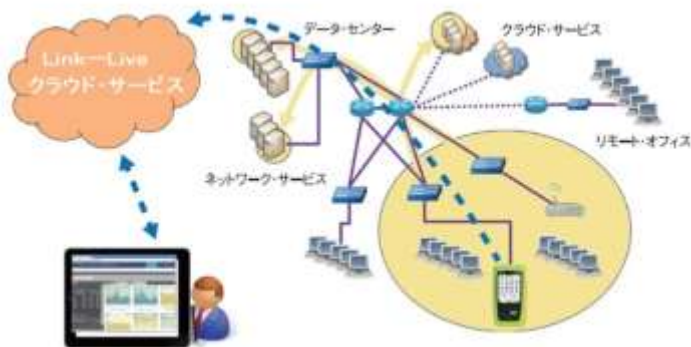 Link－Live
クラウド・サービス
データ・センター
クラウド・サービス
リモート・オフィス
ネットワーク・サービス